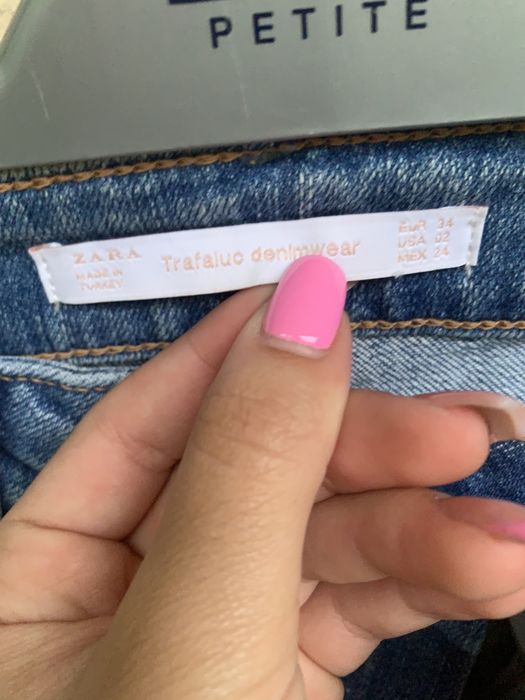 PETITE
ZARA
MADE IN
TURKEY
Trafaluc denimwear
EUR 34
USA 02
MEX 24